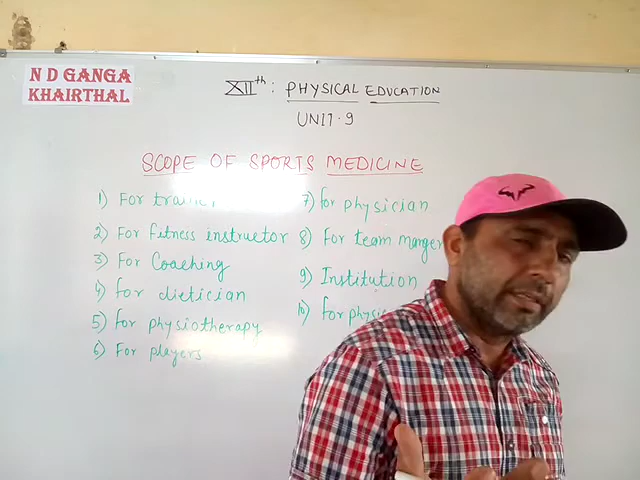 N D GANGA
KHAIRTHAL
XIIth : PHYSICAL EDUCATION
UNIT-9
SCOPE OF SPORTS MEDICINE
1) For
2) For fitness instructor
3) For Coaching
4) for dietician
5) for physiotherapy
6) For players
7) for physician
8) For team manger
9) Institution
10) for